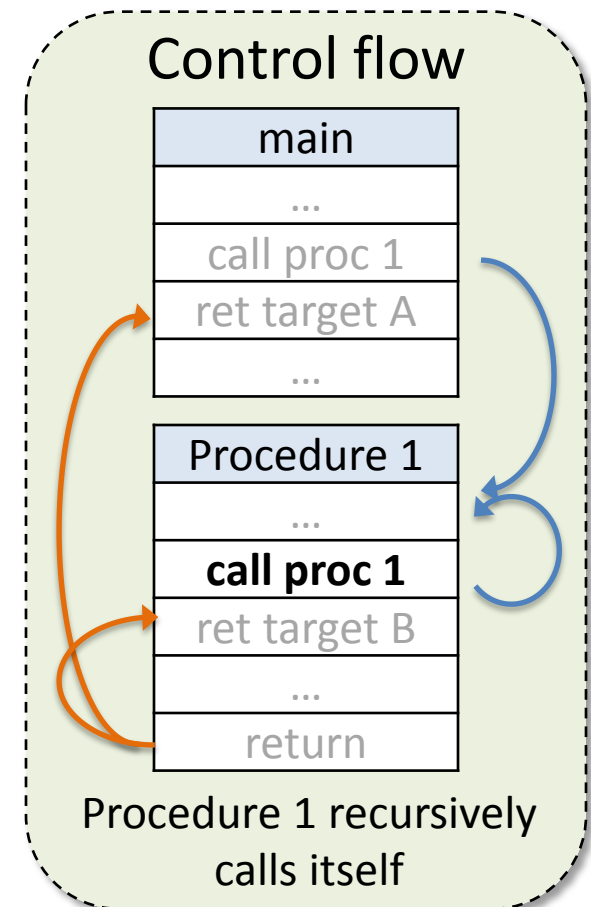 Control flow
main
...
call proc 1
ret target A
...
Procedure 1
...
call proc 1
ret target B
...
return
Procedure 1 recursively
calls itself